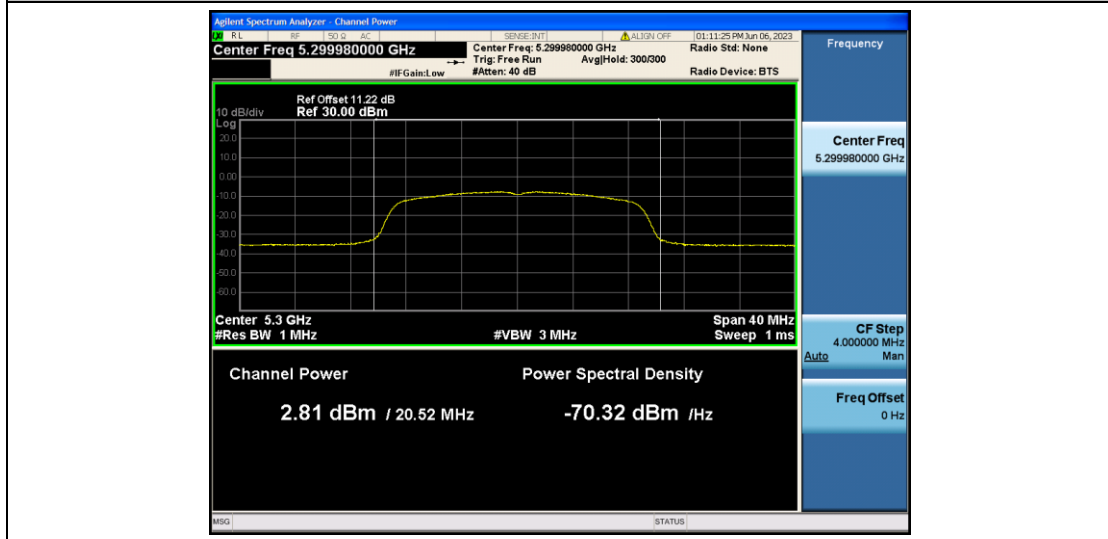 Agilent Spectrum Analyzer - Channel Power
RL RF 50 Ω AC SENSE:INT ALIGN OFF 01:11:25 PM Jun 06, 2023
Center Freq 5.299980000 GHz
Center Freq: 5.299980000 GHz Radio Std: None
Trig: Free Run Avg|Hold: 300/300
#IFGain:Low #Atten: 40 dB Radio Device: BTS
Frequency
Ref Offset 11.22 dB
10 dB/div Ref 30.00 dBm
Log
20.0
10.0
0.00
-10.0
-20.0
-30.0
-40.0
-50.0
-60.0
Center 5.3 GHz Span 40 MHz
#Res BW 1 MHz #VBW 3 MHz Sweep 1 ms
Channel Power Power Spectral Density
2.81 dBm / 20.52 MHz -70.32 dBm /Hz
Center Freq
5.299980000 GHz
CF Step
4.000000 MHz
Auto Man
Freq Offset
0 Hz
MSG STATUS